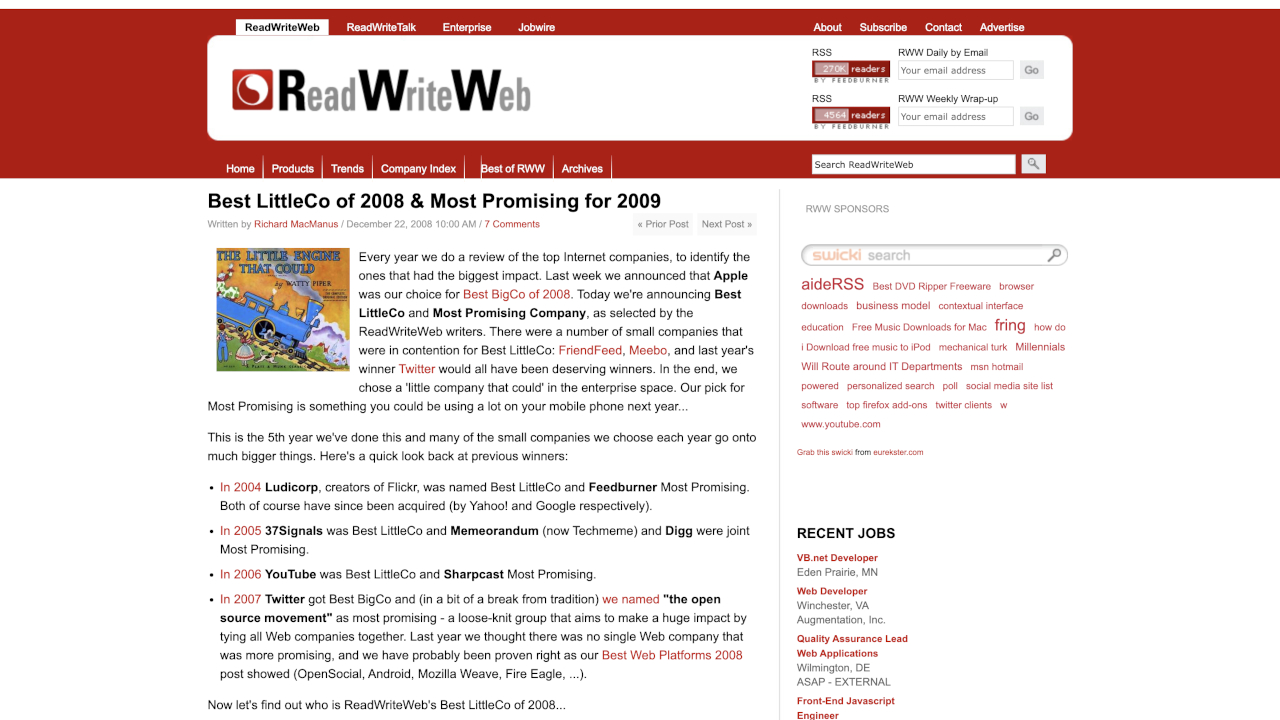 ReadWriteWeb ReadWriteTalk Enterprise Jobwire
About Subscribe Contact Advertise
ReadWriteWeb
RSS RWW Daily by Email
270K readers Your email address Go
BY FEEDBURNER
RSS RWW Weekly Wrap-up
4564 readers Your email address Go
BY FEEDBURNER
Home Products Trends Company Index Best of RWW Archives
Search ReadWriteWeb
Best LittleCo of 2008 & Most Promising for 2009
Written by Richard MacManus / December 22, 2008 10:00 AM / 7 Comments
« Prior Post Next Post »
THE LITTLE ENGINE
THAT COULD
by WATTY PIPER
Every year we do a review of the top Internet companies, to identify the
ones that had the biggest impact. Last week we announced that Apple
was our choice for Best BigCo of 2008. Today we're announcing Best
LittleCo and Most Promising Company, as selected by the
ReadWriteWeb writers. There were a number of small companies that
were in contention for Best LittleCo: FriendFeed, Meebo, and last year's
winner Twitter would all have been deserving winners. In the end, we
chose a 'little company that could' in the enterprise space. Our pick for
Most Promising is something you could be using a lot on your mobile phone next year...
This is the 5th year we've done this and many of the small companies we choose each year go onto
much bigger things. Here's a quick look back at previous winners:
• In 2004 Ludicorp, creators of Flickr, was named Best LittleCo and Feedburner Most Promising.
Both of course have since been acquired (by Yahoo! and Google respectively).
• In 2005 37Signals was Best LittleCo and Memeorandum (now Techmeme) and Digg were joint
Most Promising.
• In 2006 YouTube was Best LittleCo and Sharpcast Most Promising.
• In 2007 Twitter got Best BigCo and (in a bit of a break from tradition) we named "the open
source movement" as most promising - a loose-knit group that aims to make a huge impact by
tying all Web companies together. Last year we thought there was no single Web company that
was more promising, and we have probably been proven right as our Best Web Platforms 2008
post showed (OpenSocial, Android, Mozilla Weave, Fire Eagle, ...).
Now let's find out who is ReadWriteWeb's Best LittleCo of 2008...
RWW SPONSORS
swicki search
aideRSS Best DVD Ripper Freeware browser
downloads business model contextual interface
education Free Music Downloads for Mac fring how do
i Download free music to iPod mechanical turk Millennials
Will Route around IT Departments msn hotmail
powered personalized search poll social media site list
software top firefox add-ons twitter clients w
www.youtube.com
Grab this swicki from eurekster.com
RECENT JOBS
VB.net Developer
Eden Prairie, MN
Web Developer
Winchester, VA
Augmentation, Inc.
Quality Assurance Lead
Web Applications
Wilmington, DE
ASAP - EXTERNAL
Front-End Javascript
Engineer